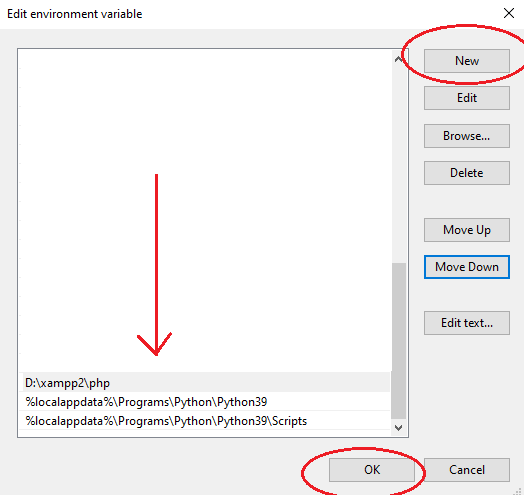 Edit environment variable
New
Edit
Browse...
Delete
Move Up
Move Down
Edit text...
D:\xampp2\php
%localappdata%\Programs\Python\Python39
%localappdata%\Programs\Python\Python39\Scripts
OK
Cancel